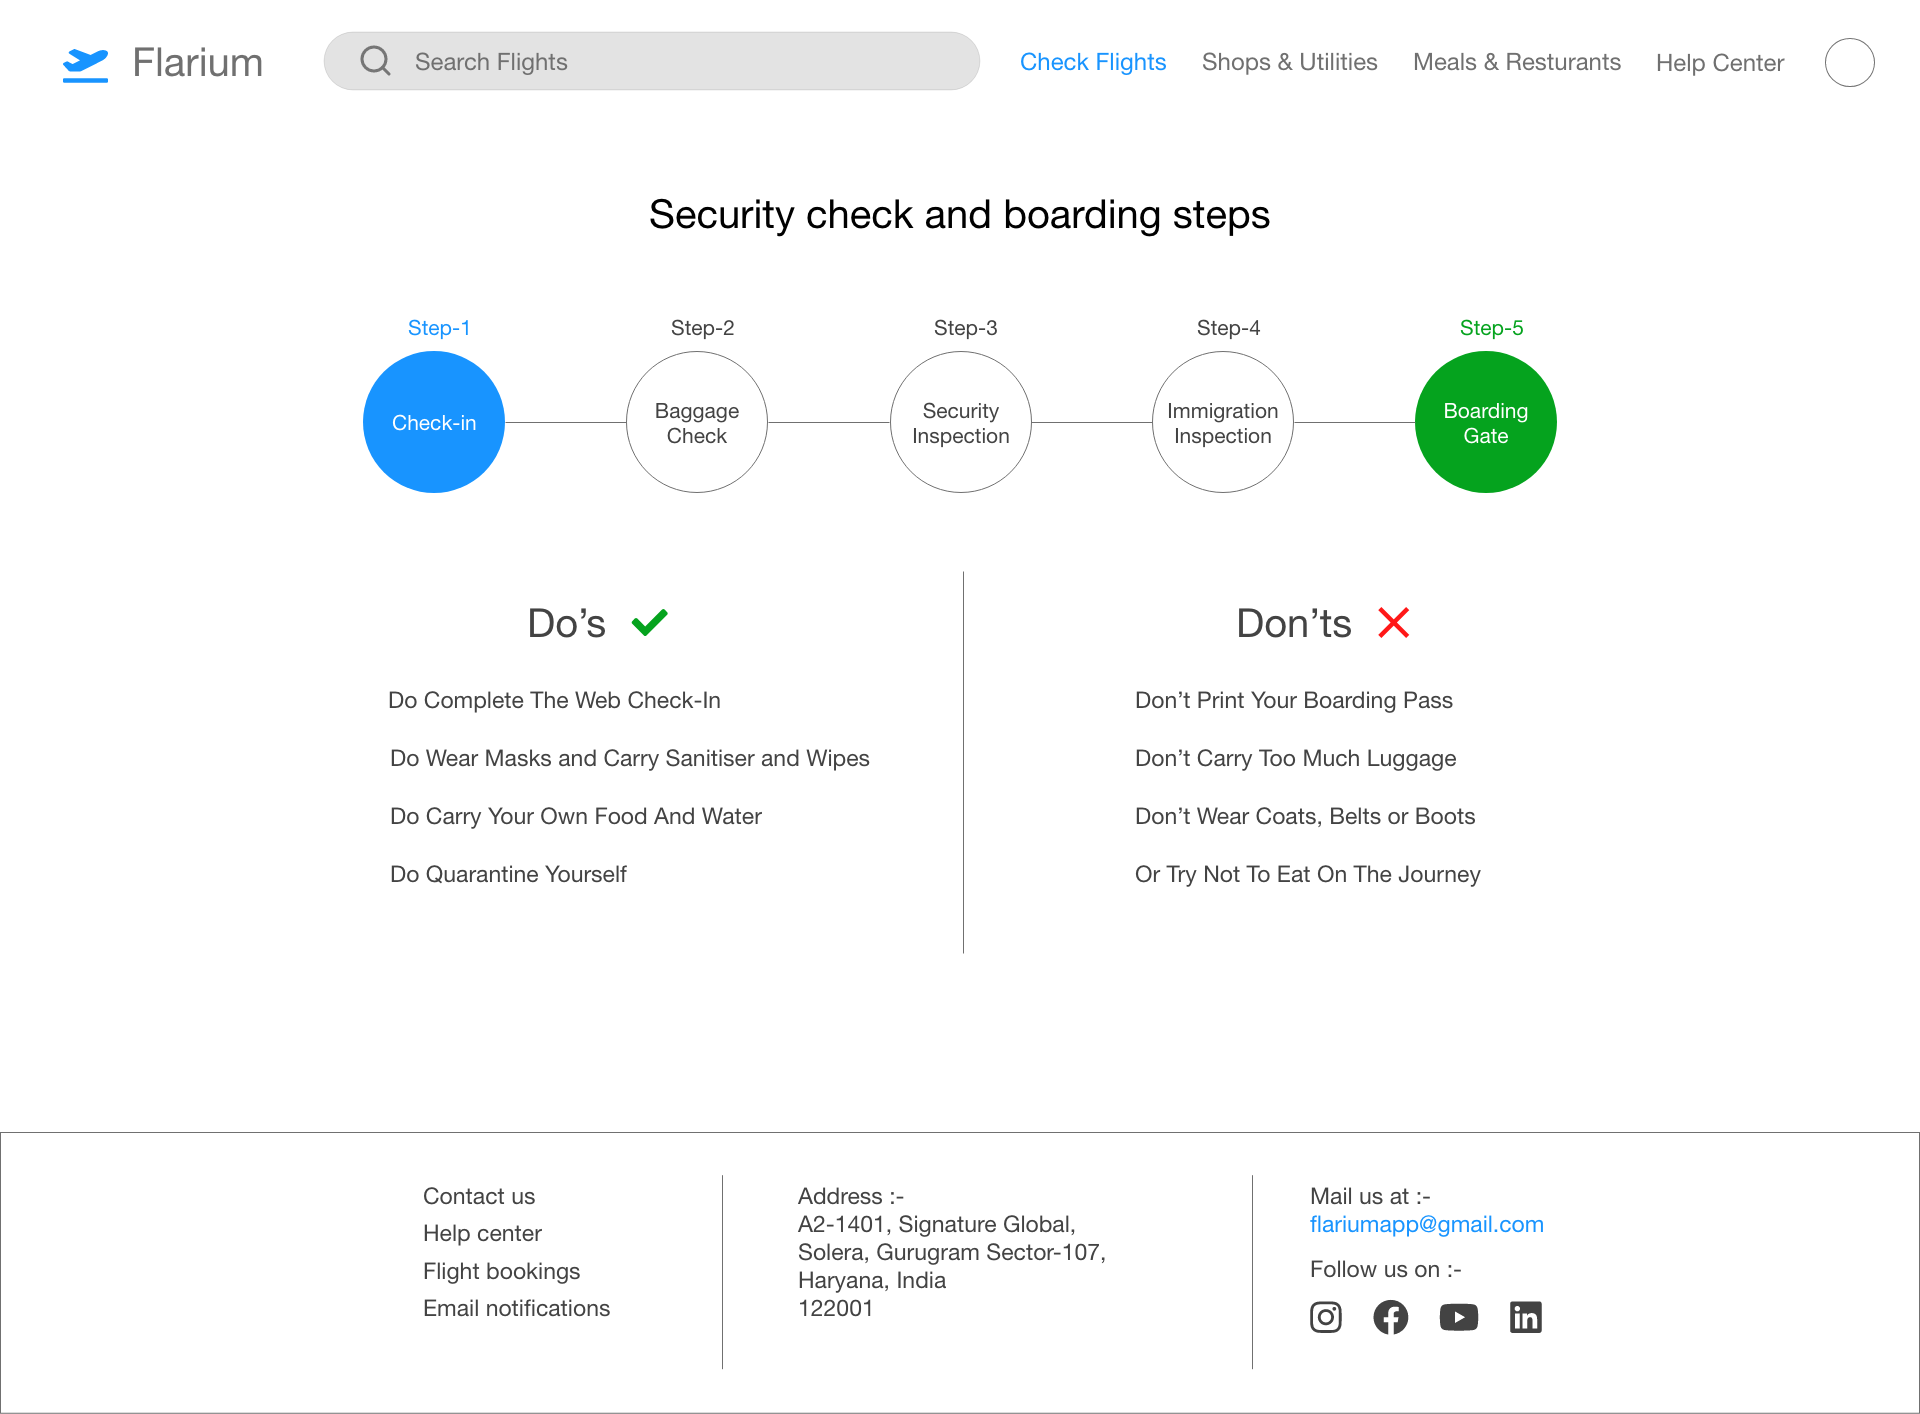 Flarium
Search Flights
Check Flights
Shops & Utilities
Meals & Resturants
Help Center
Security check and boarding steps
Step-1
Step-2
Step-3
Step-4
Step-5
Check-in
Baggage
Check
Security
Inspection
Immigration
Inspection
Boarding
Gate
Do’s
Do Complete The Web Check-In
Do Wear Masks and Carry Sanitiser and Wipes
Do Carry Your Own Food And Water
Do Quarantine Yourself
Don’ts
Don’t Print Your Boarding Pass
Don’t Carry Too Much Luggage
Don’t Wear Coats, Belts or Boots
Or Try Not To Eat On The Journey
Contact us
Help center
Flight bookings
Email notifications
Address :-
A2-1401, Signature Global,
Solera, Gurugram Sector-107,
Haryana, India
122001
Mail us at :-
flariumapp@gmail.com
Follow us on :-